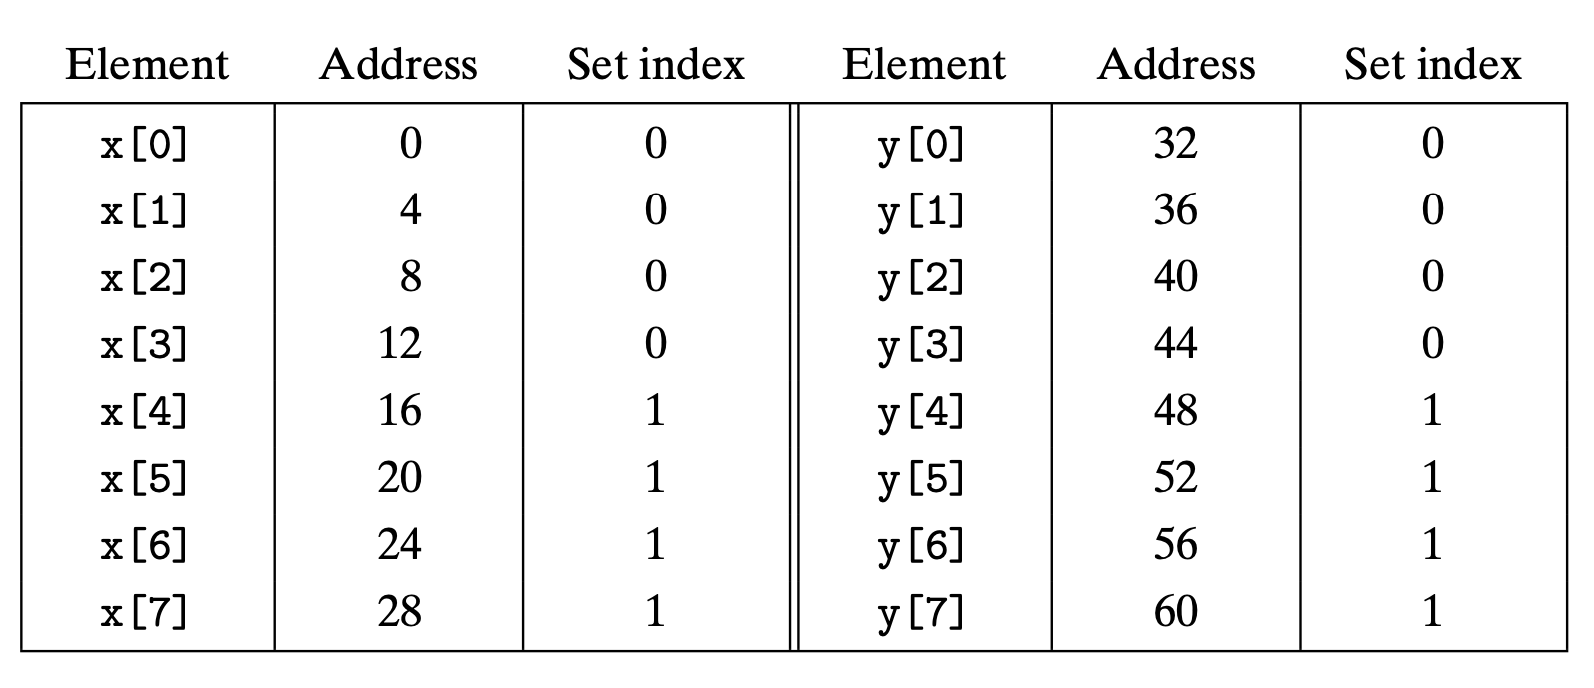 Element Address Set index Element Address Set index
x[0] 0 0 y[0] 32 0
x[1] 4 0 y[1] 36 0
x[2] 8 0 y[2] 40 0
x[3] 12 0 y[3] 44 0
x[4] 16 1 y[4] 48 1
x[5] 20 1 y[5] 52 1
x[6] 24 1 y[6] 56 1
x[7] 28 1 y[7] 60 1